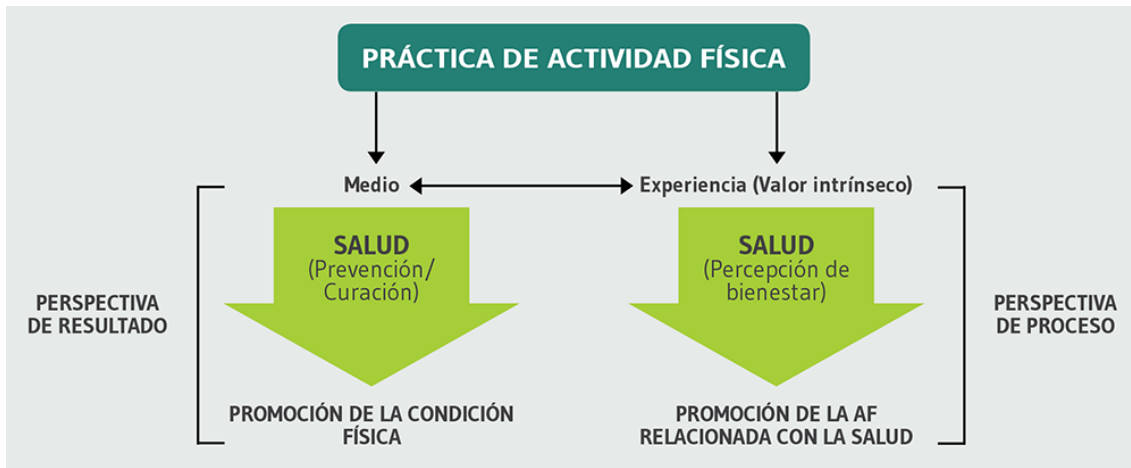 PRÁCTICA DE ACTIVIDAD FÍSICA
Medio
Experiencia (Valor intrínseco)
SALUD
(Prevención/
Curación)
SALUD
(Percepción de
bienestar)
PERSPECTIVA
DE RESULTADO
PERSPECTIVA
DE PROCESO
PROMOCIÓN DE LA CONDICIÓN
FÍSICA
PROMOCIÓN DE LA AF
RELACIONADA CON LA SALUD